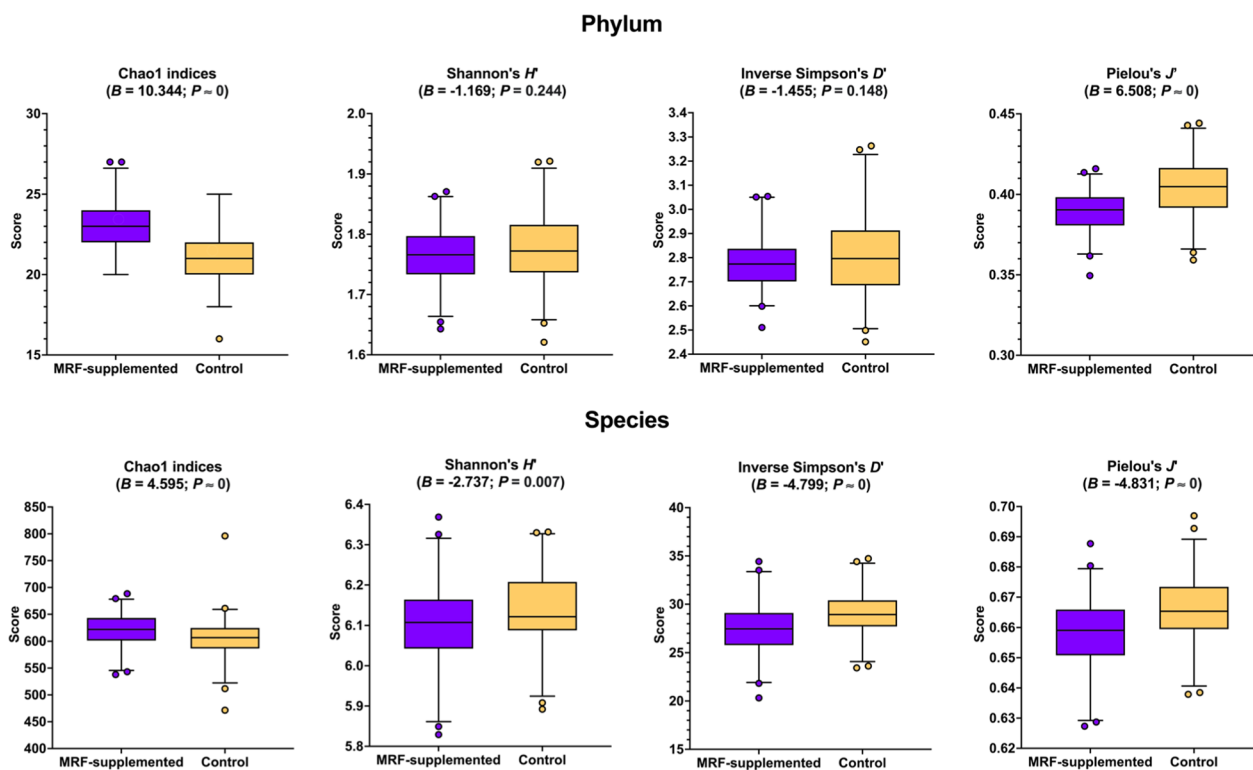 Phylum
Chao1 indices
(B = 10.344; P ≈ 0)
Score
30
25
20
15
MRF-supplemented
Control
Shannon's H'
(B = -1.169; P = 0.244)
Score
2.0
1.9
1.8
1.7
1.6
MRF-supplemented
Control
Inverse Simpson's D'
(B = -1.455; P = 0.148)
Score
3.4
3.3
3.2
3.1
3.0
2.9
2.8
2.7
2.6
2.5
2.4
MRF-supplemented
Control
Pielou's J'
(B = 6.508; P ≈ 0)
Score
0.45
0.40
0.35
0.30
MRF-supplemented
Control
Species
Chao1 indices
(B = 4.595; P ≈ 0)
Score
850
800
750
700
650
600
550
500
450
400
MRF-supplemented
Control
Shannon's H'
(B = -2.737; P = 0.007)
Score
6.4
6.3
6.2
6.1
6.0
5.9
5.8
MRF-supplemented
Control
Inverse Simpson's D'
(B = -4.799; P ≈ 0)
Score
40
35
30
25
20
15
MRF-supplemented
Control
Pielou's J'
(B = -4.831; P ≈ 0)
Score
0.70
0.69
0.68
0.67
0.66
0.65
0.64
0.63
0.62
MRF-supplemented
Control